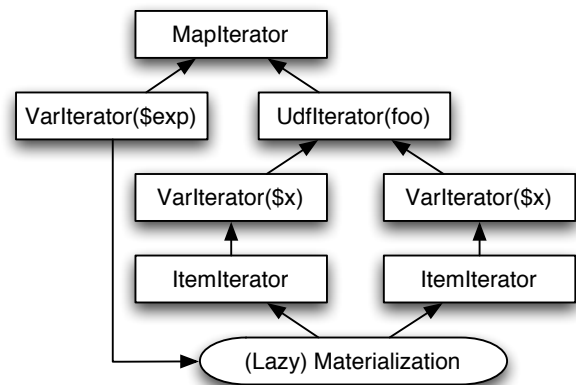 MapIterator
VarIterator($exp)
UdfIterator(foo)
VarIterator($x)
VarIterator($x)
ItemIterator
ItemIterator
(Lazy) Materialization